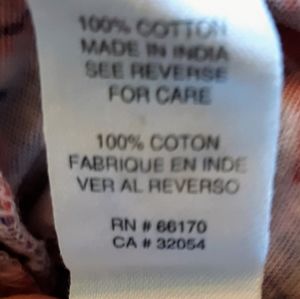 100% COTTON
MADE IN INDIA
SEE REVERSE
FOR CARE
100% COTON
FABRIQUE EN INDE
VER AL REVERSO
RN # 66170
CA # 32054